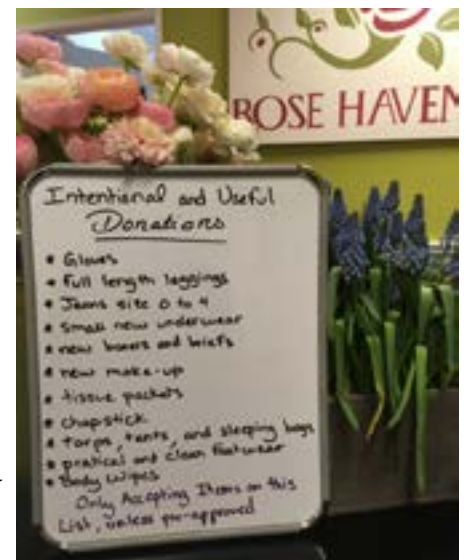 ROSE HAVEN
Intentional and Useful
Donations
• Gloves
• Full length leggings
• Jeans size 0 to 4
• Small new underwear
• new boxers and briefs
• new make-up
• tissue packets
• chapstick
• tarps, tents, and sleeping bags
• pratical and clean footwear
• Body Wipes
Only Accepting Items on this
List, unless pre-approved